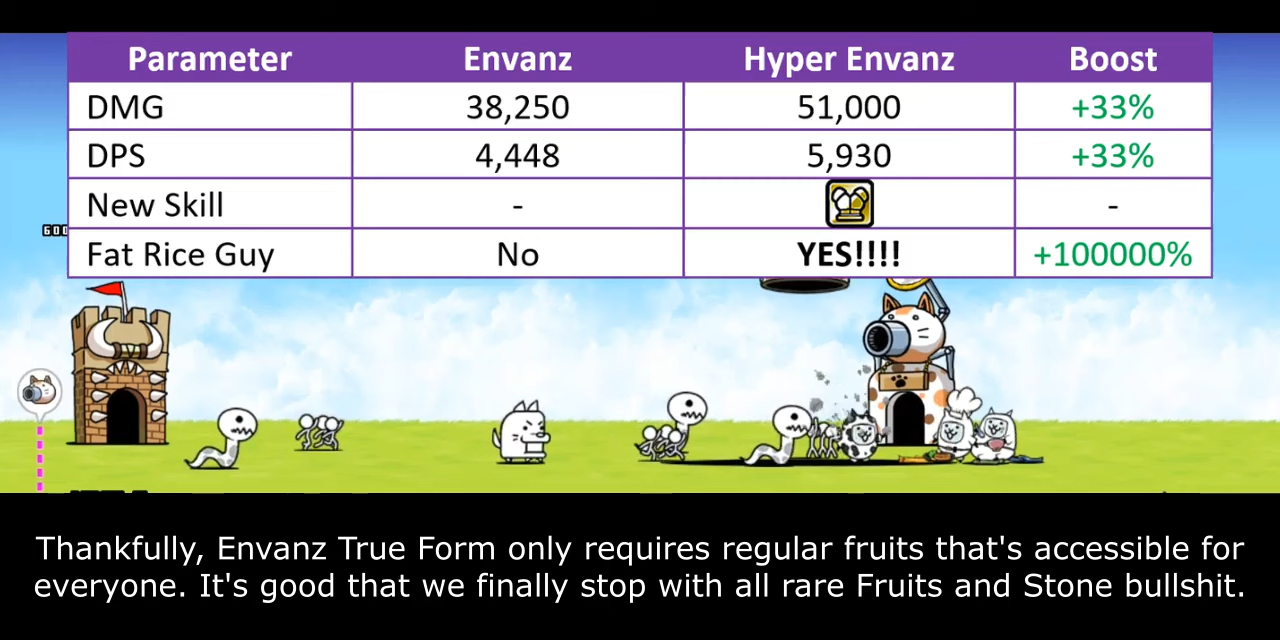 Parameter Envanz Hyper Envanz Boost
DMG 38,250 51,000 +33%
DPS 4,448 5,930 +33%
New Skill - -
Fat Rice Guy No YES!!!! +100000%
Thankfully, Envanz True Form only requires regular fruits that's accessible for
everyone. It's good that we finally stop with all rare Fruits and Stone bullshit.